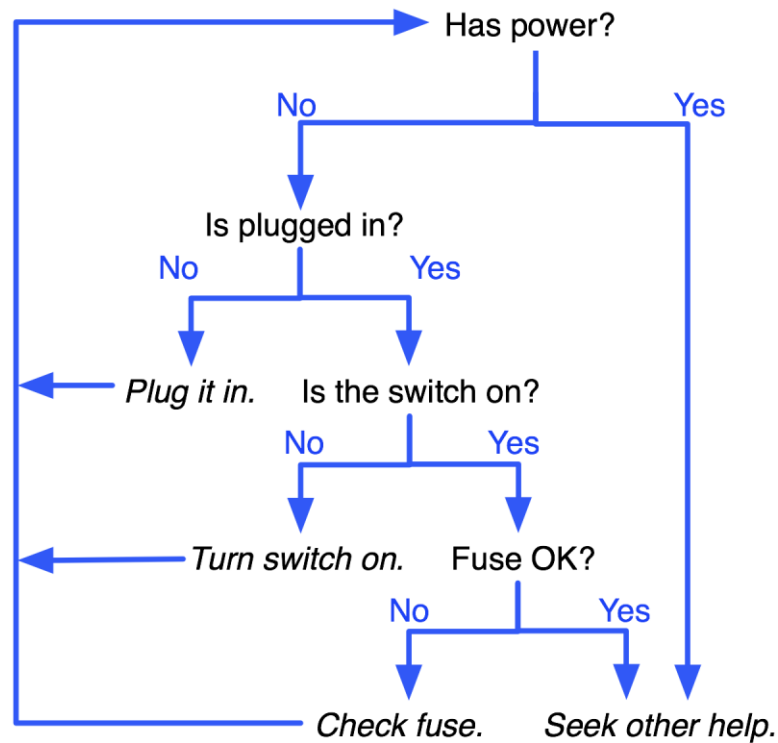 Has power?
No
Yes
Is plugged in?
No
Yes
Plug it in.
Is the switch on?
No
Yes
Turn switch on.
Fuse OK?
No
Yes
Check fuse.
Seek other help.